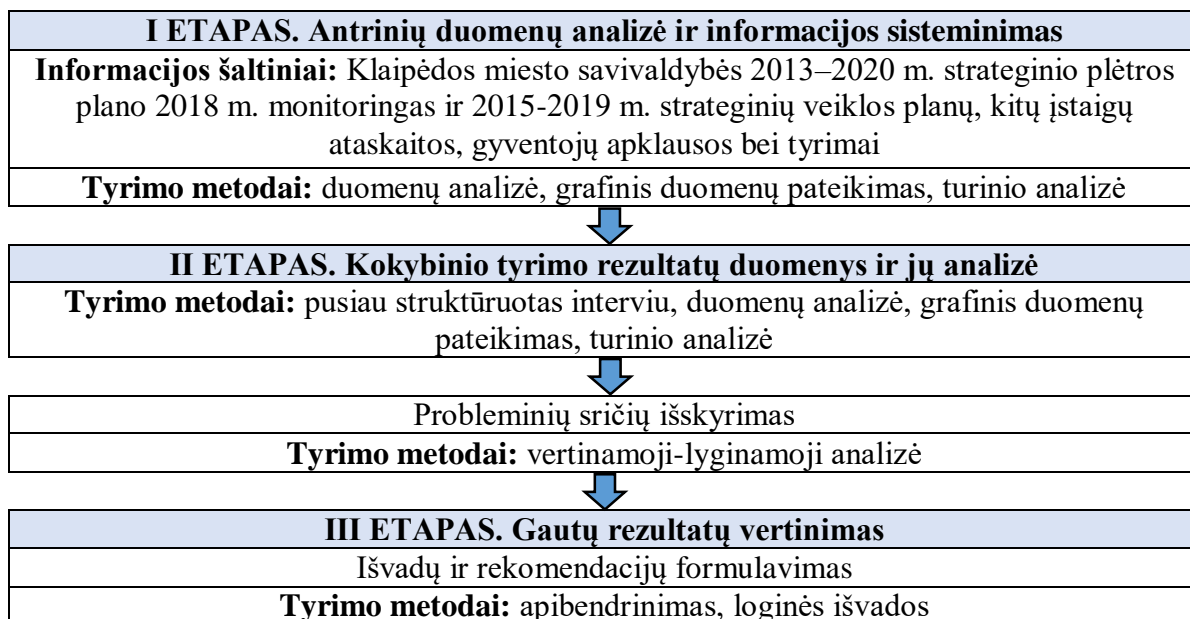 I ETAPAS. Antrinių duomenų analizė ir informacijos sisteminimas
Informacijos šaltiniai: Klaipėdos miesto savivaldybės 2013–2020 m. strateginio plėtros
plano 2018 m. monitoringas ir 2015-2019 m. strateginių veiklos planų, kitų įstaigų
ataskaitos, gyventojų apklausos bei tyrimai
Tyrimo metodai: duomenų analizė, grafinis duomenų pateikimas, turinio analizė
II ETAPAS. Kokybinio tyrimo rezultatų duomenys ir jų analizė
Tyrimo metodai: pusiau struktūruotas interviu, duomenų analizė, grafinis duomenų
pateikimas, turinio analizė
Probleminių sričių išskyrimas
Tyrimo metodai: vertinamoji-lyginamoji analizė
III ETAPAS. Gautų rezultatų vertinimas
Išvadų ir rekomendacijų formulavimas
Tyrimo metodai: apibendrinimas, loginės išvados